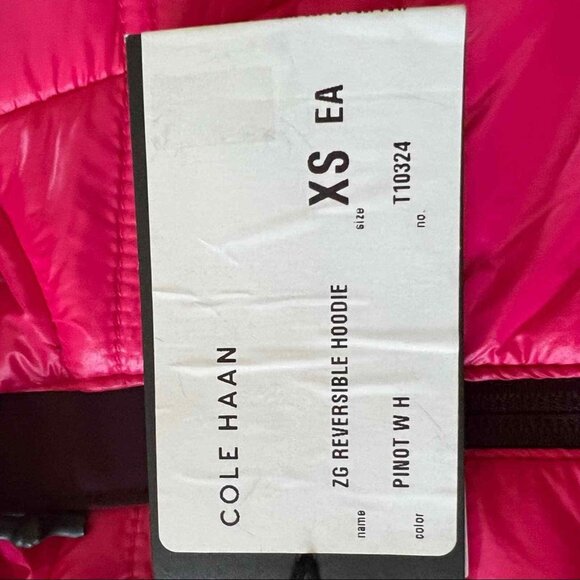 COLE HAAN
name ZG REVERSIBLE HOODIE size XS EA
color PINOT W H no. T10324